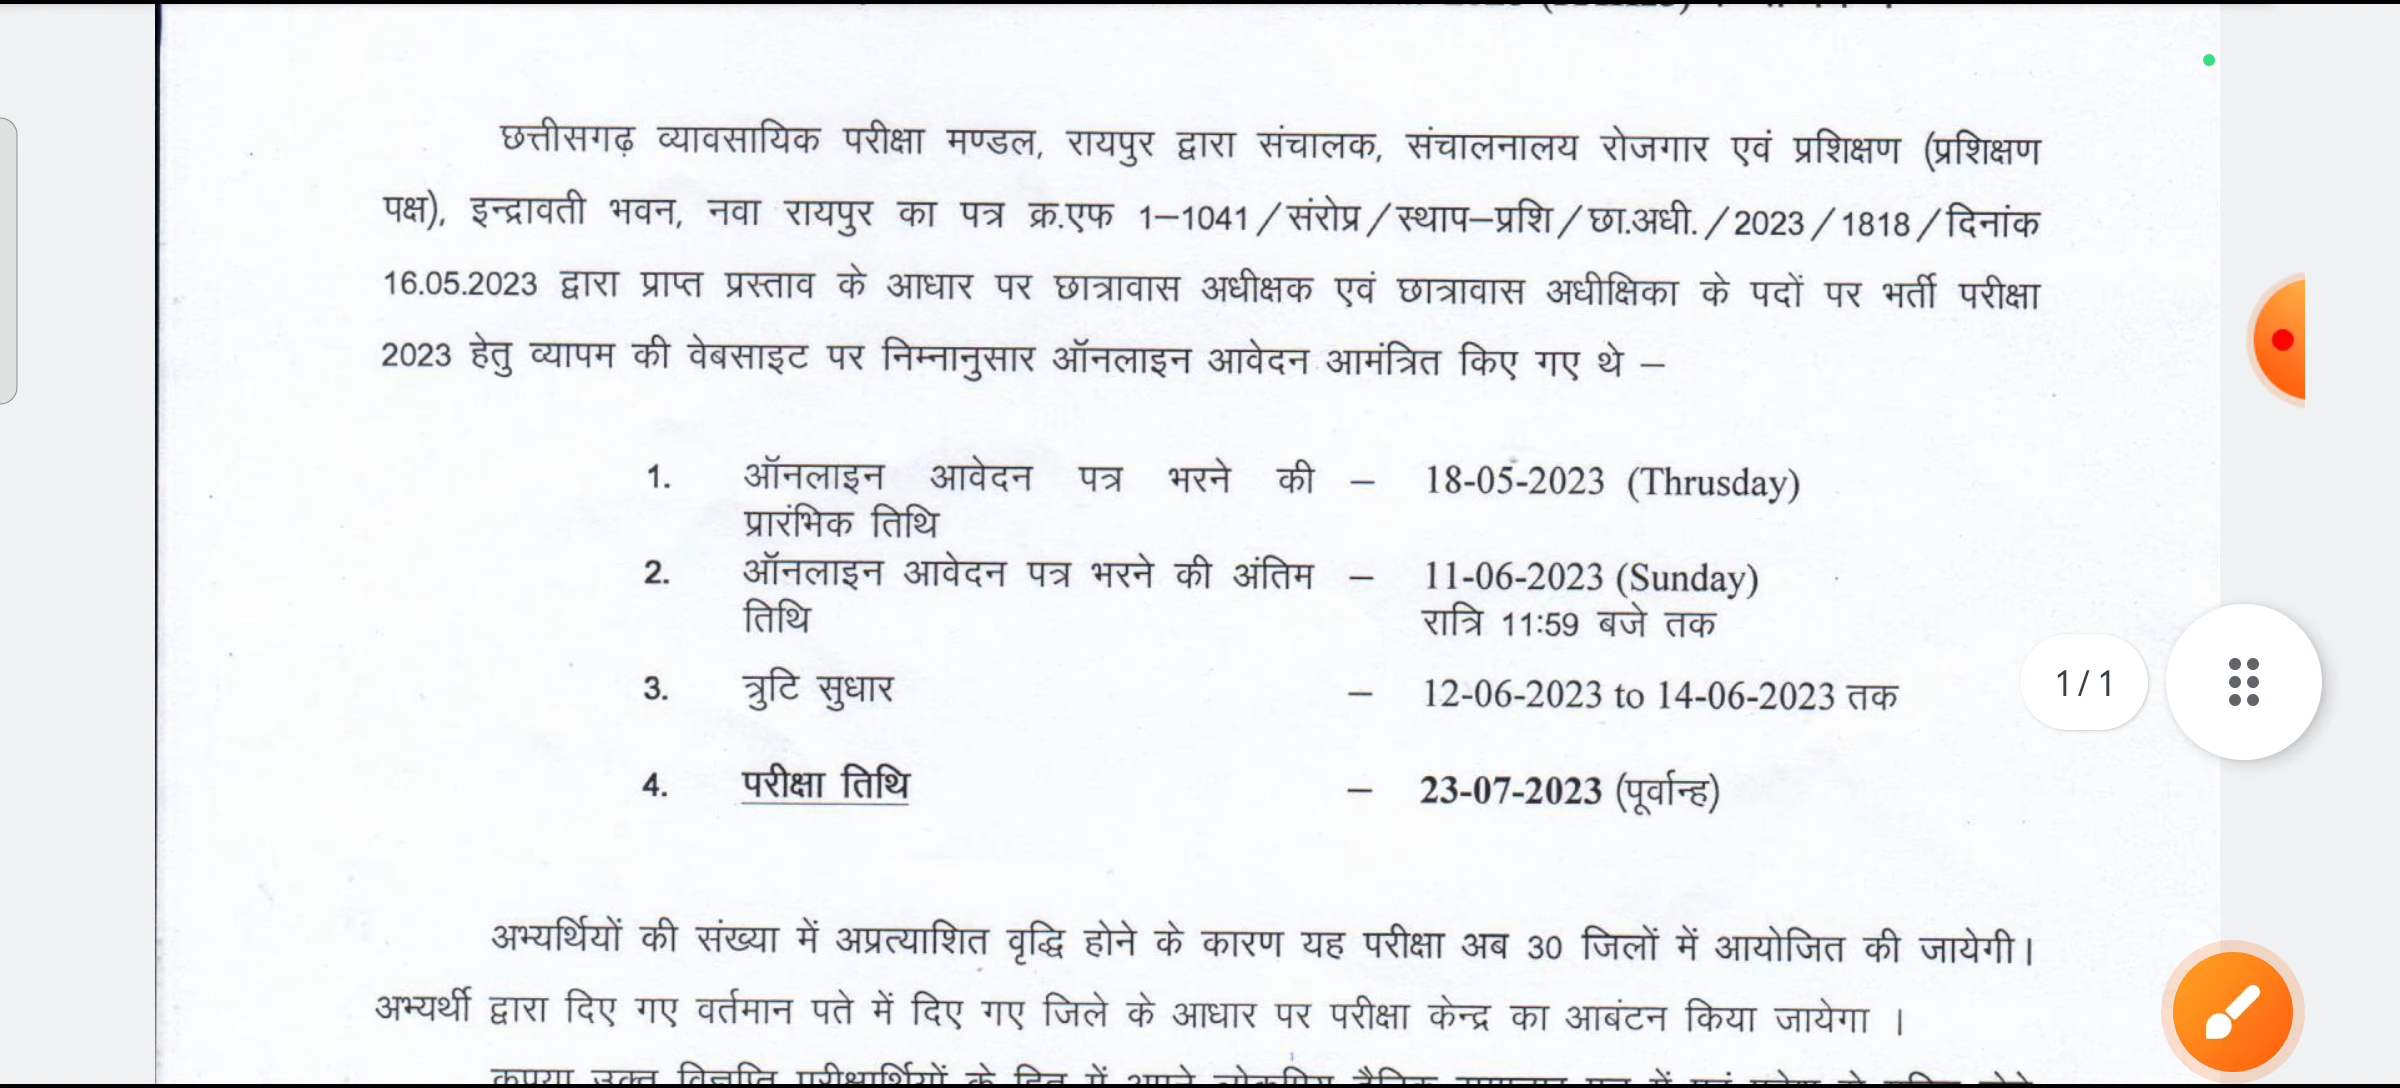 छत्तीसगढ़ व्यावसायिक परीक्षा मण्डल, रायपुर द्वारा संचालक, संचालनालय रोजगार एवं प्रशिक्षण (प्रशिक्षण
पक्ष), इन्द्रावती भवन, नवा रायपुर का पत्र क्र.एफ 1–1041/संरोप्र/स्थाप–प्रशि/छा.अधी./2023/1818/दिनांक
16.05.2023 द्वारा प्राप्त प्रस्ताव के आधार पर छात्रावास अधीक्षक एवं छात्रावास अधीक्षिका के पदों पर भर्ती परीक्षा
2023 हेतु व्यापम की वेबसाइट पर निम्नानुसार ऑनलाइन आवेदन आमंत्रित किए गए थे –
1. ऑनलाइन आवेदन पत्र भरने की – 18-05-2023 (Thrusday)
प्रारंभिक तिथि
2. ऑनलाइन आवेदन पत्र भरने की अंतिम – 11-06-2023 (Sunday)
तिथि रात्रि 11:59 बजे तक
3. त्रुटि सुधार – 12-06-2023 to 14-06-2023 तक
1/1
4. परीक्षा तिथि – 23-07-2023 (पूर्वान्ह)
अभ्यर्थियों की संख्या में अप्रत्याशित वृद्धि होने के कारण यह परीक्षा अब 30 जिलों में आयोजित की जायेगी।
अभ्यर्थी द्वारा दिए गए वर्तमान पते में दिए गए जिले के आधार पर परीक्षा केन्द्र का आबंटन किया जायेगा ।